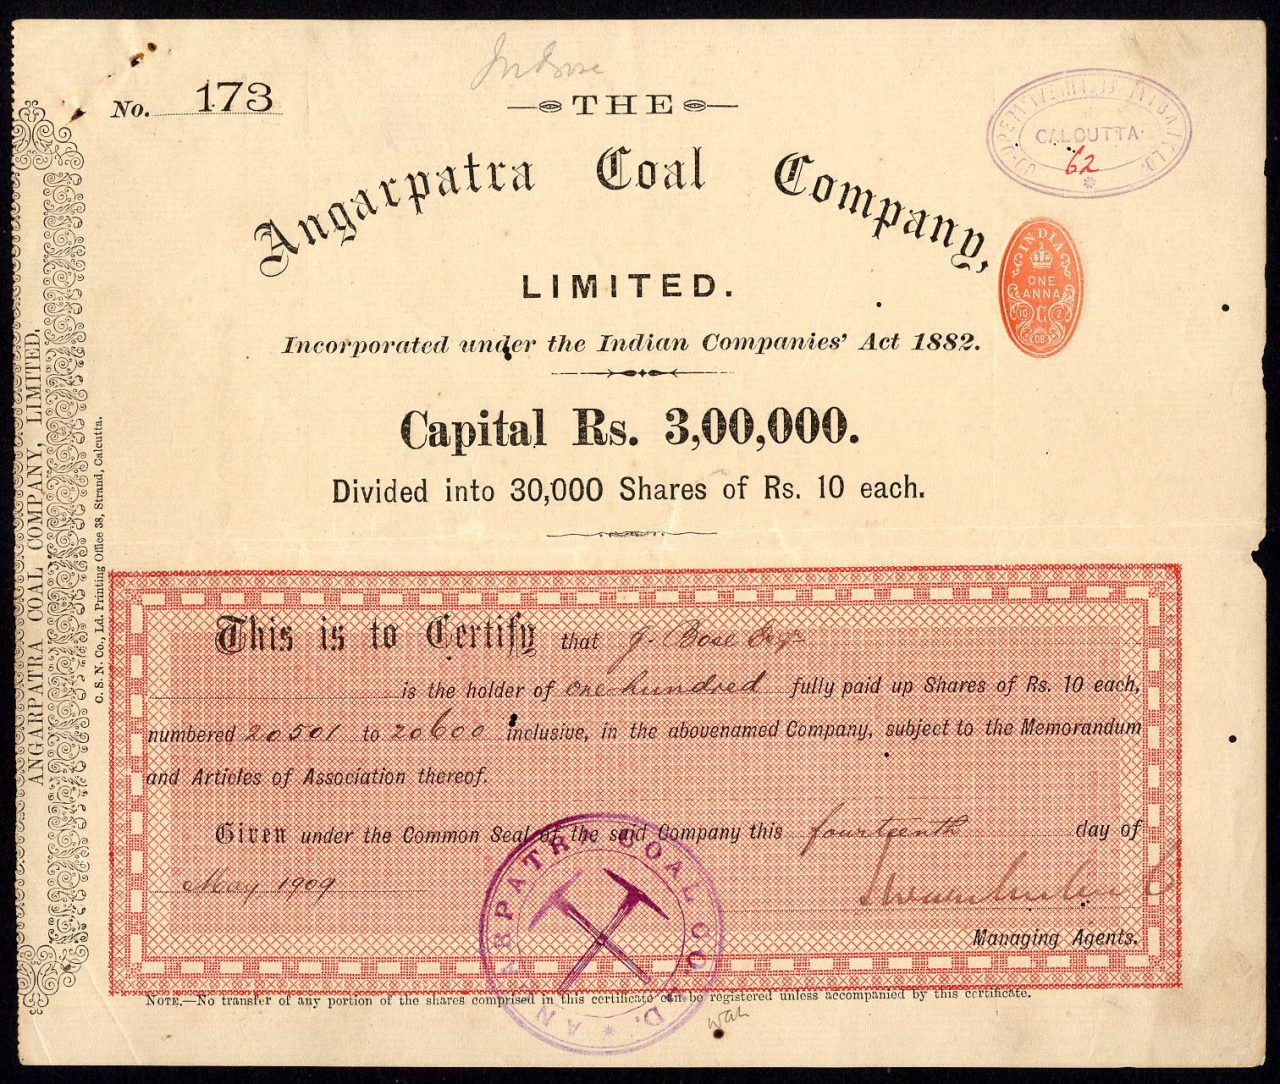 No. 173
THE
Angarpatra Coal Company,
LIMITED.
CALCUTTA
62
INDIA
ONE
ANNA
Incorporated under the Indian Companies' Act 1882.
Capital Rs. 3,00,000.
Divided into 30,000 Shares of Rs. 10 each.
ANGARPATRA COAL COMPANY, LIMITED.
C. S. N. Co., Ld. Printing Office 38, Strand, Calcutta.
This is to Certify that J. Bose Esqr
is the holder of one hundred fully paid up Shares of Rs. 10 each,
numbered 20501 to 20600 inclusive, in the abovenamed Company, subject to the Memorandum
and Articles of Association thereof.
Given under the Common Seal of the said Company this fourteenth day of
May 1909
Managing Agents.
ANGARPATRA COAL CO. LD.
NOTE.—No transfer of any portion of the shares comprised in this certificate can be registered unless accompanied by this certificate.